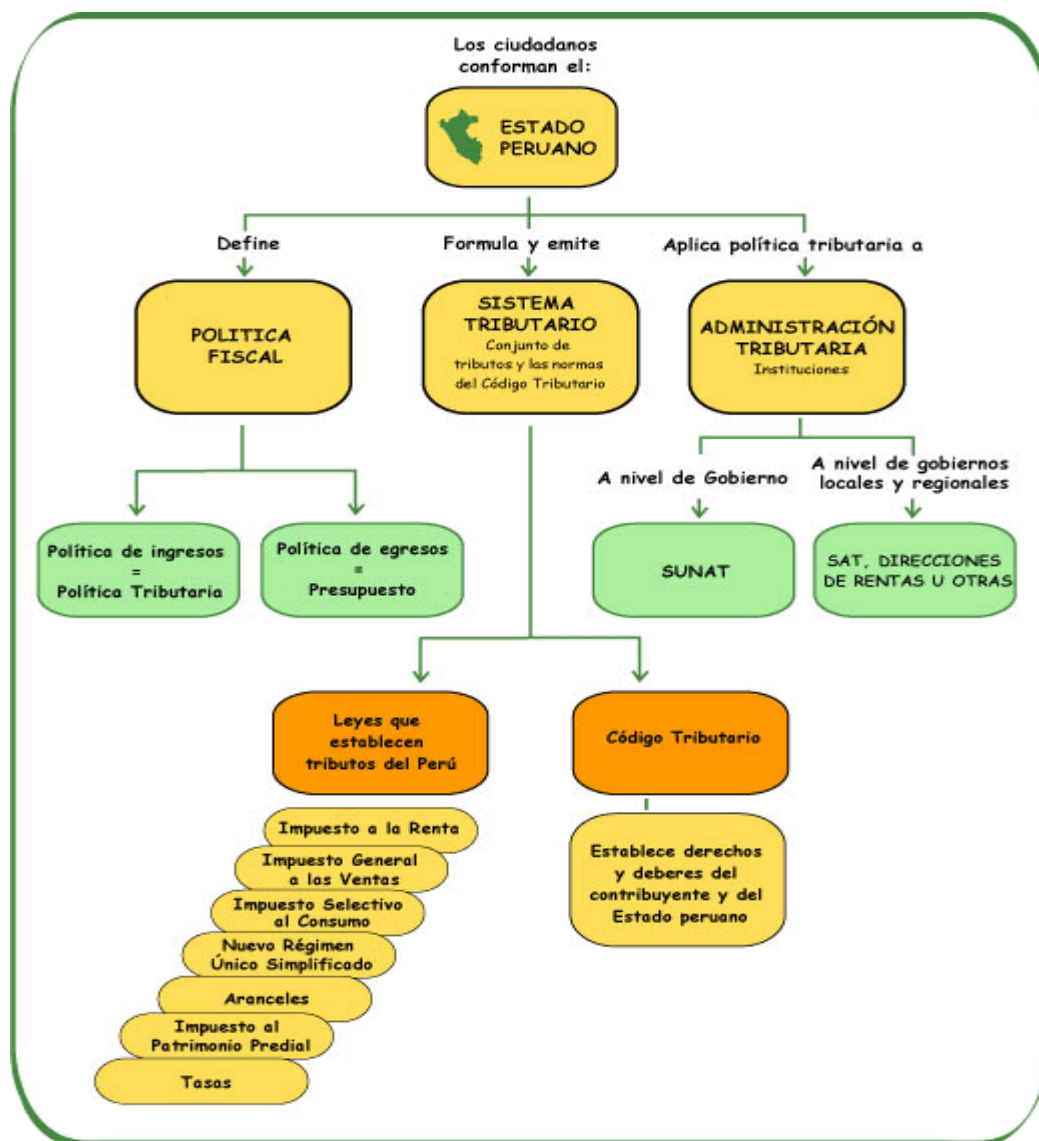 Los ciudadanos
conforman el:
ESTADO
PERUANO
Define
Formula y emite
Aplica política tributaria a
POLITICA
FISCAL
SISTEMA
TRIBUTARIO
Conjunto de
tributos y las normas
del Código Tributario
ADMINISTRACIÓN
TRIBUTARIA
Instituciones
A nivel de Gobierno
A nivel de gobiernos
locales y regionales
Política de ingresos
=
Política Tributaria
Política de egresos
=
Presupuesto
SUNAT
SAT, DIRECCIONES
DE RENTAS U OTRAS
Leyes que
establecen
tributos del Perú
Código Tributario
Impuesto a la Renta
Impuesto General
a las Ventas
Impuesto Selectivo
al Consumo
Nuevo Régimen
Único Simplificado
Aranceles
Impuesto al
Patrimonio Predial
Tasas
Establece derechos
y deberes del
contribuyente y del
Estado peruano